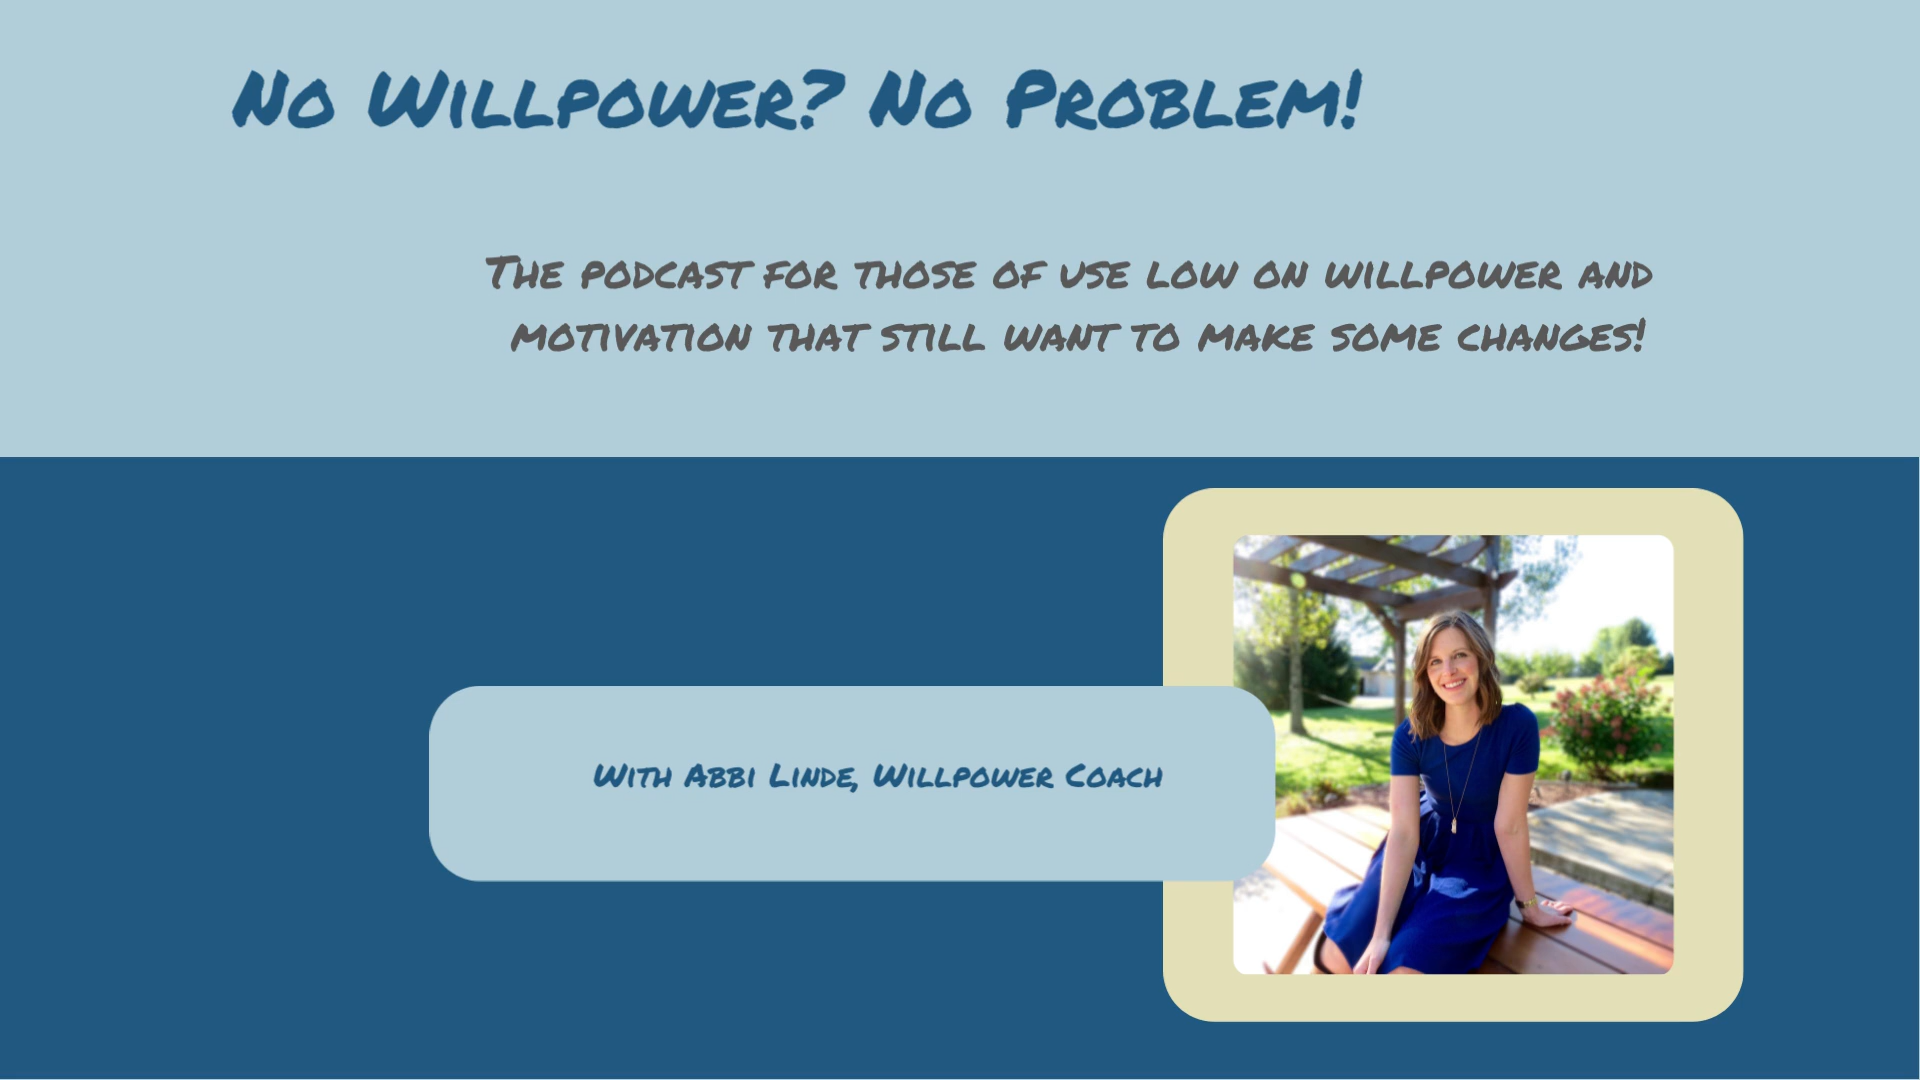 No Willpower? No Problem!
The podcast for those of use low on willpower and
motivation that still want to make some changes!
With Abbi Linde, Willpower Coach